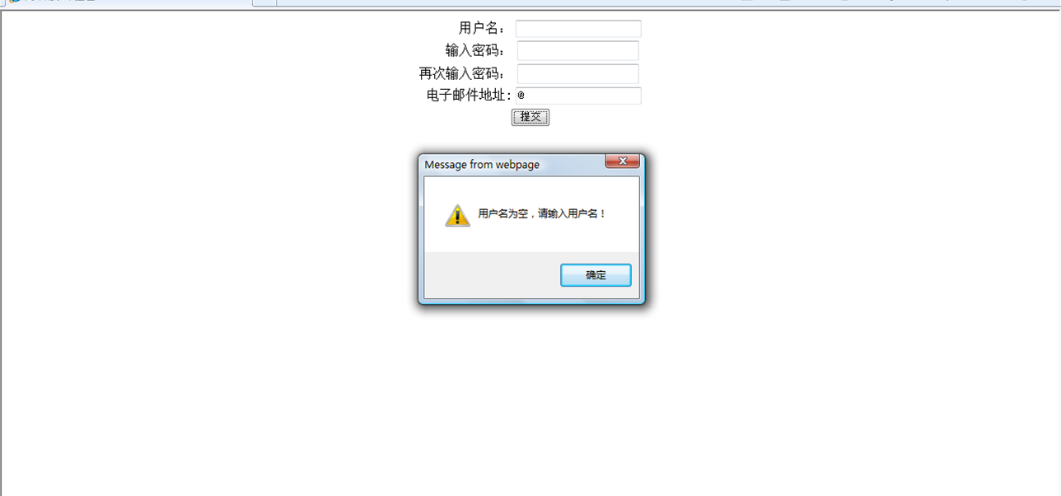 用户名：
输入密码：
再次输入密码：
电子邮件地址：@
提交
Message from webpage
用户名为空，请输入用户名！
确定